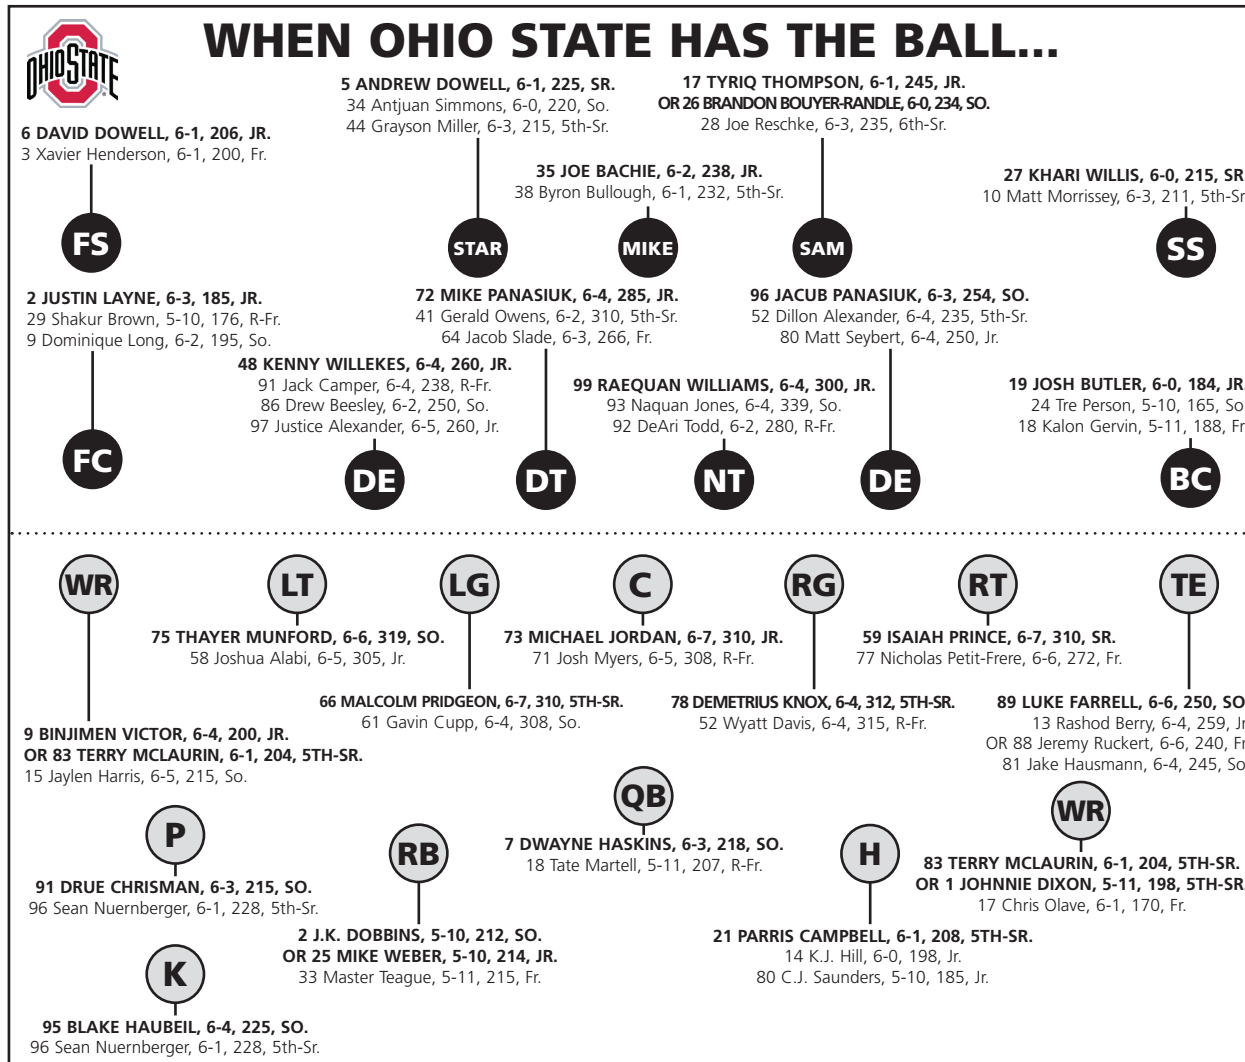 OHIO STATE
WHEN OHIO STATE HAS THE BALL...
6 DAVID DOWELL, 6-1, 206, JR.
3 Xavier Henderson, 6-1, 200, Fr.
FS
5 ANDREW DOWELL, 6-1, 225, SR.
34 Antjuan Simmons, 6-0, 220, So.
44 Grayson Miller, 6-3, 215, 5th-Sr.
STAR
35 JOE BACHIE, 6-2, 238, JR.
38 Byron Bullough, 6-1, 232, 5th-Sr.
MIKE
17 TYRIQ THOMPSON, 6-1, 245, JR.
OR 26 BRANDON BOUYER-RANDLE, 6-0, 234, SO.
28 Joe Reschke, 6-3, 235, 6th-Sr.
SAM
27 KHARI WILLIS, 6-0, 215, SR
10 Matt Morrissey, 6-3, 211, 5th-Sr
SS
2 JUSTIN LAYNE, 6-3, 185, JR.
29 Shakur Brown, 5-10, 176, R-Fr.
9 Dominique Long, 6-2, 195, So.
FC
48 KENNY WILLEKES, 6-4, 260, JR.
91 Jack Camper, 6-4, 238, R-Fr.
86 Drew Beesley, 6-2, 250, So.
97 Justice Alexander, 6-5, 260, Jr.
DE
72 MIKE PANASIUK, 6-4, 285, JR.
41 Gerald Owens, 6-2, 310, 5th-Sr.
64 Jacob Slade, 6-3, 266, Fr.
DT
99 RAEQUAN WILLIAMS, 6-4, 300, JR.
93 Naquan Jones, 6-4, 339, So.
92 DeAri Todd, 6-2, 280, R-Fr.
NT
96 JACUB PANASIUK, 6-3, 254, SO.
52 Dillon Alexander, 6-4, 235, 5th-Sr.
80 Matt Seybert, 6-4, 250, Jr.
DE
19 JOSH BUTLER, 6-0, 184, JR.
24 Tre Person, 5-10, 165, So
18 Kalon Gervin, 5-11, 188, Fr
BC
WR
9 BINJIMEN VICTOR, 6-4, 200, JR.
OR 83 TERRY MCLAURIN, 6-1, 204, 5TH-SR.
15 Jaylen Harris, 6-5, 215, So.
LT
75 THAYER MUNFORD, 6-6, 319, SO.
58 Joshua Alabi, 6-5, 305, Jr.
LG
66 MALCOLM PRIDGEON, 6-7, 310, 5TH-SR.
61 Gavin Cupp, 6-4, 308, So.
C
73 MICHAEL JORDAN, 6-7, 310, JR.
71 Josh Myers, 6-5, 308, R-Fr.
RG
78 DEMETRIUS KNOX, 6-4, 312, 5TH-SR.
52 Wyatt Davis, 6-4, 315, R-Fr.
RT
59 ISAIAH PRINCE, 6-7, 310, SR.
77 Nicholas Petit-Frere, 6-6, 272, Fr.
TE
89 LUKE FARRELL, 6-6, 250, SO
13 Rashod Berry, 6-4, 259, Jr
OR 88 Jeremy Ruckert, 6-6, 240, Fr
81 Jake Hausmann, 6-4, 245, So
P
91 DRUE CHRISMAN, 6-3, 215, SO.
96 Sean Nuernberger, 6-1, 228, 5th-Sr.
K
95 BLAKE HAUBEIL, 6-4, 225, SO.
96 Sean Nuernberger, 6-1, 228, 5th-Sr.
RB
2 J.K. DOBBINS, 5-10, 212, SO.
OR 25 MIKE WEBER, 5-10, 214, JR.
33 Master Teague, 5-11, 215, Fr.
QB
7 DWAYNE HASKINS, 6-3, 218, SO.
18 Tate Martell, 5-11, 207, R-Fr.
H
21 PARRIS CAMPBELL, 6-1, 208, 5TH-SR.
14 K.J. Hill, 6-0, 198, Jr.
80 C.J. Saunders, 5-10, 185, Jr.
WR
83 TERRY MCLAURIN, 6-1, 204, 5TH-SR.
OR 1 JOHNNIE DIXON, 5-11, 198, 5TH-SR.
17 Chris Olave, 6-1, 170, Fr.